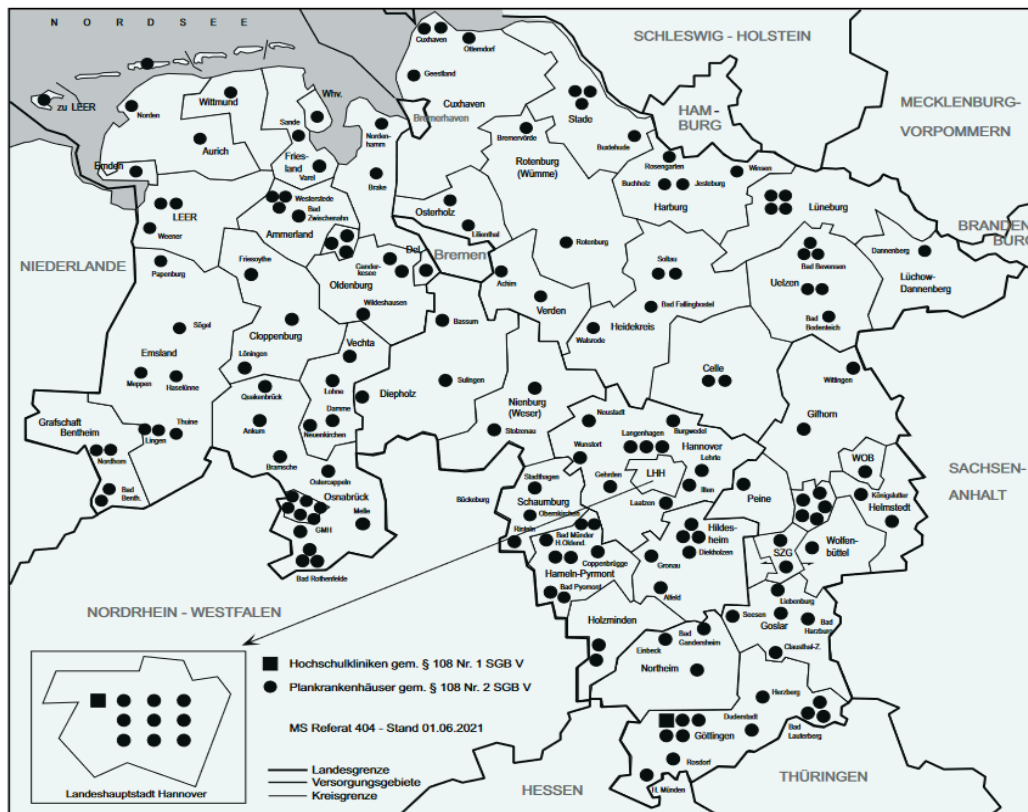 N O R D S E E
SCHLESWIG - HOLSTEIN
HAM -
BURG
MECKLENBURG-
VORPOMMERN
BRANDEN
BURG
NIEDERLANDE
SACHSEN-
ANHALT
NORDRHEIN - WESTFALEN
HESSEN
THÜRINGEN
Cuxhaven
Otterndorf
Geestland
Cuxhaven
Bremerhaven
zu LEER
Wittmund
Whv.
Norden
Sande
Norden-
hamm
Aurich
Fries-
land
Varel
Emden
Brake
Stade
Bremervörde
Buxtehude
Rotenburg
(Wümme)
Rosengarten
Winsen
Buchholz
Jesteburg
Harburg
Lüneburg
LEER
Weener
Westerstede
Bad
Zwischenahn
Ammerland
Osterholz
Lilienthal
Rotenburg
Dannenberg
Lüchow-
Dannenberg
Bad Bevensen
Uelzen
Bad
Bodenteich
Papenburg
Friesoythe
Gander-
kesee
Del.
Bremen
Oldenburg
Wildeshausen
Achim
Verden
Soltau
Bad Fallingbostel
Heidekreis
Walsrode
Sögel
Cloppenburg
Vechta
Bassum
Emsland
Löningen
Meppen
Haselünne
Lohne
Diepholz
Sulingen
Celle
Wittingen
Quakenbrück
Nienburg
(Weser)
Gifhorn
Grafschaft
Bentheim
Thuine
Lingen
Ankum
Damme
Neuenkirchen
Stolzenau
Neustadt
Burgwedel
Langenhagen
Hannover
Wunstorf
Lehrte
Nordhorn
Bramsche
Ostercappeln
Bad
Benth.
Osnabrück
Melle
GMH
Bad Rothenfelde
Stadthagen
Gehrden
LHH
Ilten
Peine
WOB
Bückeburg
Schaumburg
Obernkirchen
Laatzen
Königslutter
Helmstedt
Rinteln
Bad Münder
H.Oldend.
Hildes-
heim
Diekholzen
SZG
Wolfen-
büttel
Coppenbrügge
Gronau
Hameln-Pyrmont
Bad Pyrmont
Alfeld
Liebenburg
Seesen
Goslar
Bad
Harzburg
Holzminden
Bad
Gandersheim
Einbeck
Clausthal-Z.
Northeim
Herzberg
Duderstadt
Bad
Lauterberg
Göttingen
Rosdorf
H. Münden
Hochschulkliniken gem. § 108 Nr. 1 SGB V
Plankrankenhäuser gem. § 108 Nr. 2 SGB V
MS Referat 404 - Stand 01.06.2021
Landesgrenze
Versorgungsgebiete
Kreisgrenze
Landeshauptstadt Hannover